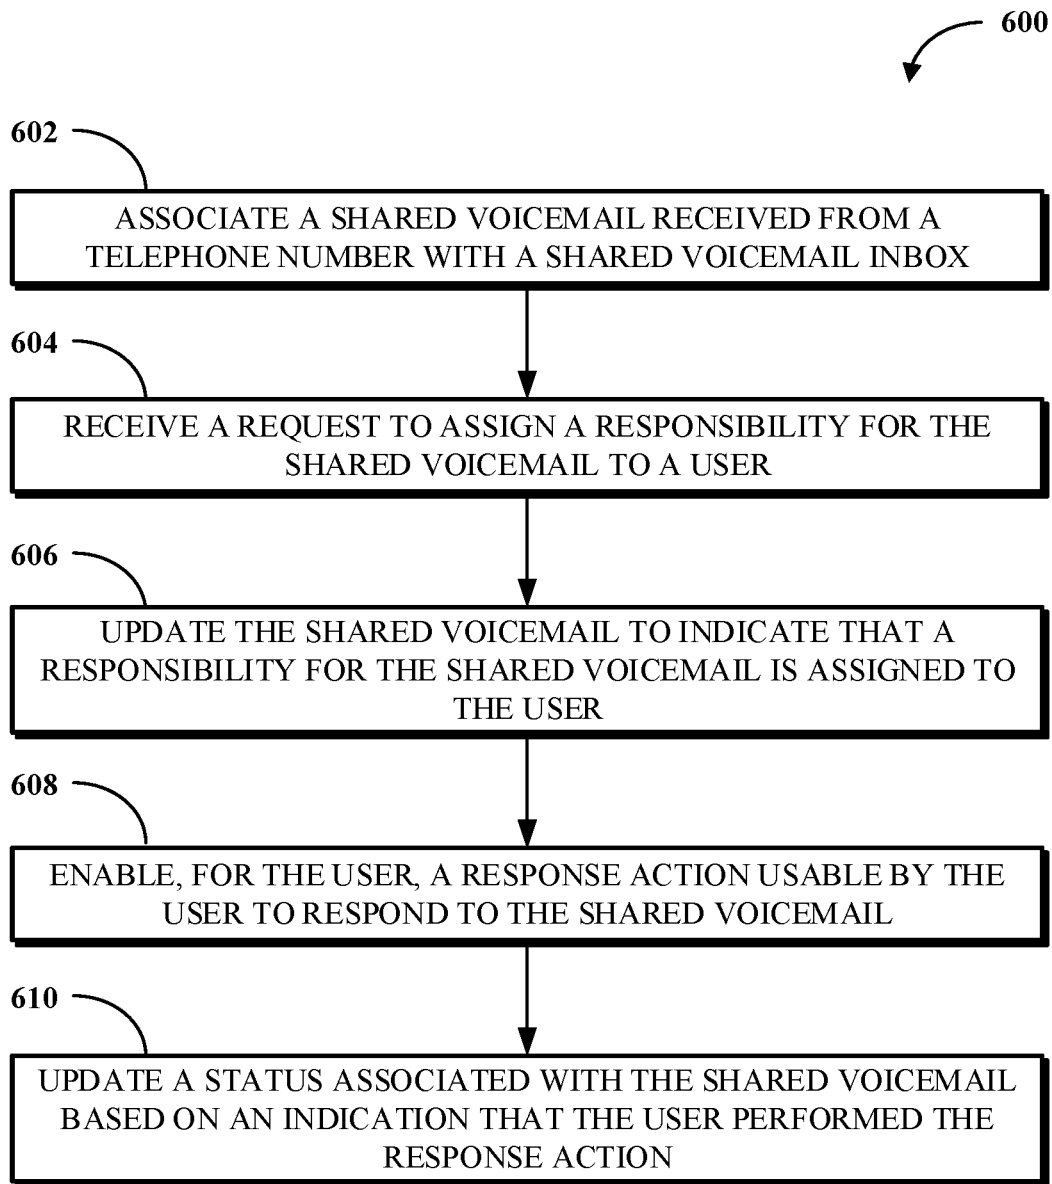 600
602
ASSOCIATE A SHARED VOICEMAIL RECEIVED FROM A
TELEPHONE NUMBER WITH A SHARED VOICEMAIL INBOX
604
RECEIVE A REQUEST TO ASSIGN A RESPONSIBILITY FOR THE
SHARED VOICEMAIL TO A USER
606
UPDATE THE SHARED VOICEMAIL TO INDICATE THAT A
RESPONSIBILITY FOR THE SHARED VOICEMAIL IS ASSIGNED TO
THE USER
608
ENABLE, FOR THE USER, A RESPONSE ACTION USABLE BY THE
USER TO RESPOND TO THE SHARED VOICEMAIL
610
UPDATE A STATUS ASSOCIATED WITH THE SHARED VOICEMAIL
BASED ON AN INDICATION THAT THE USER PERFORMED THE
RESPONSE ACTION